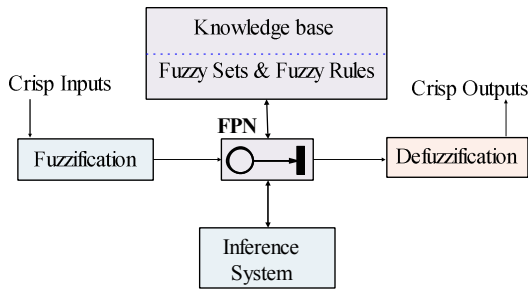 Knowledge base
Fuzzy Sets & Fuzzy Rules
Crisp Inputs
Crisp Outputs
FPN
Fuzzification
Defuzzification
Inference
System